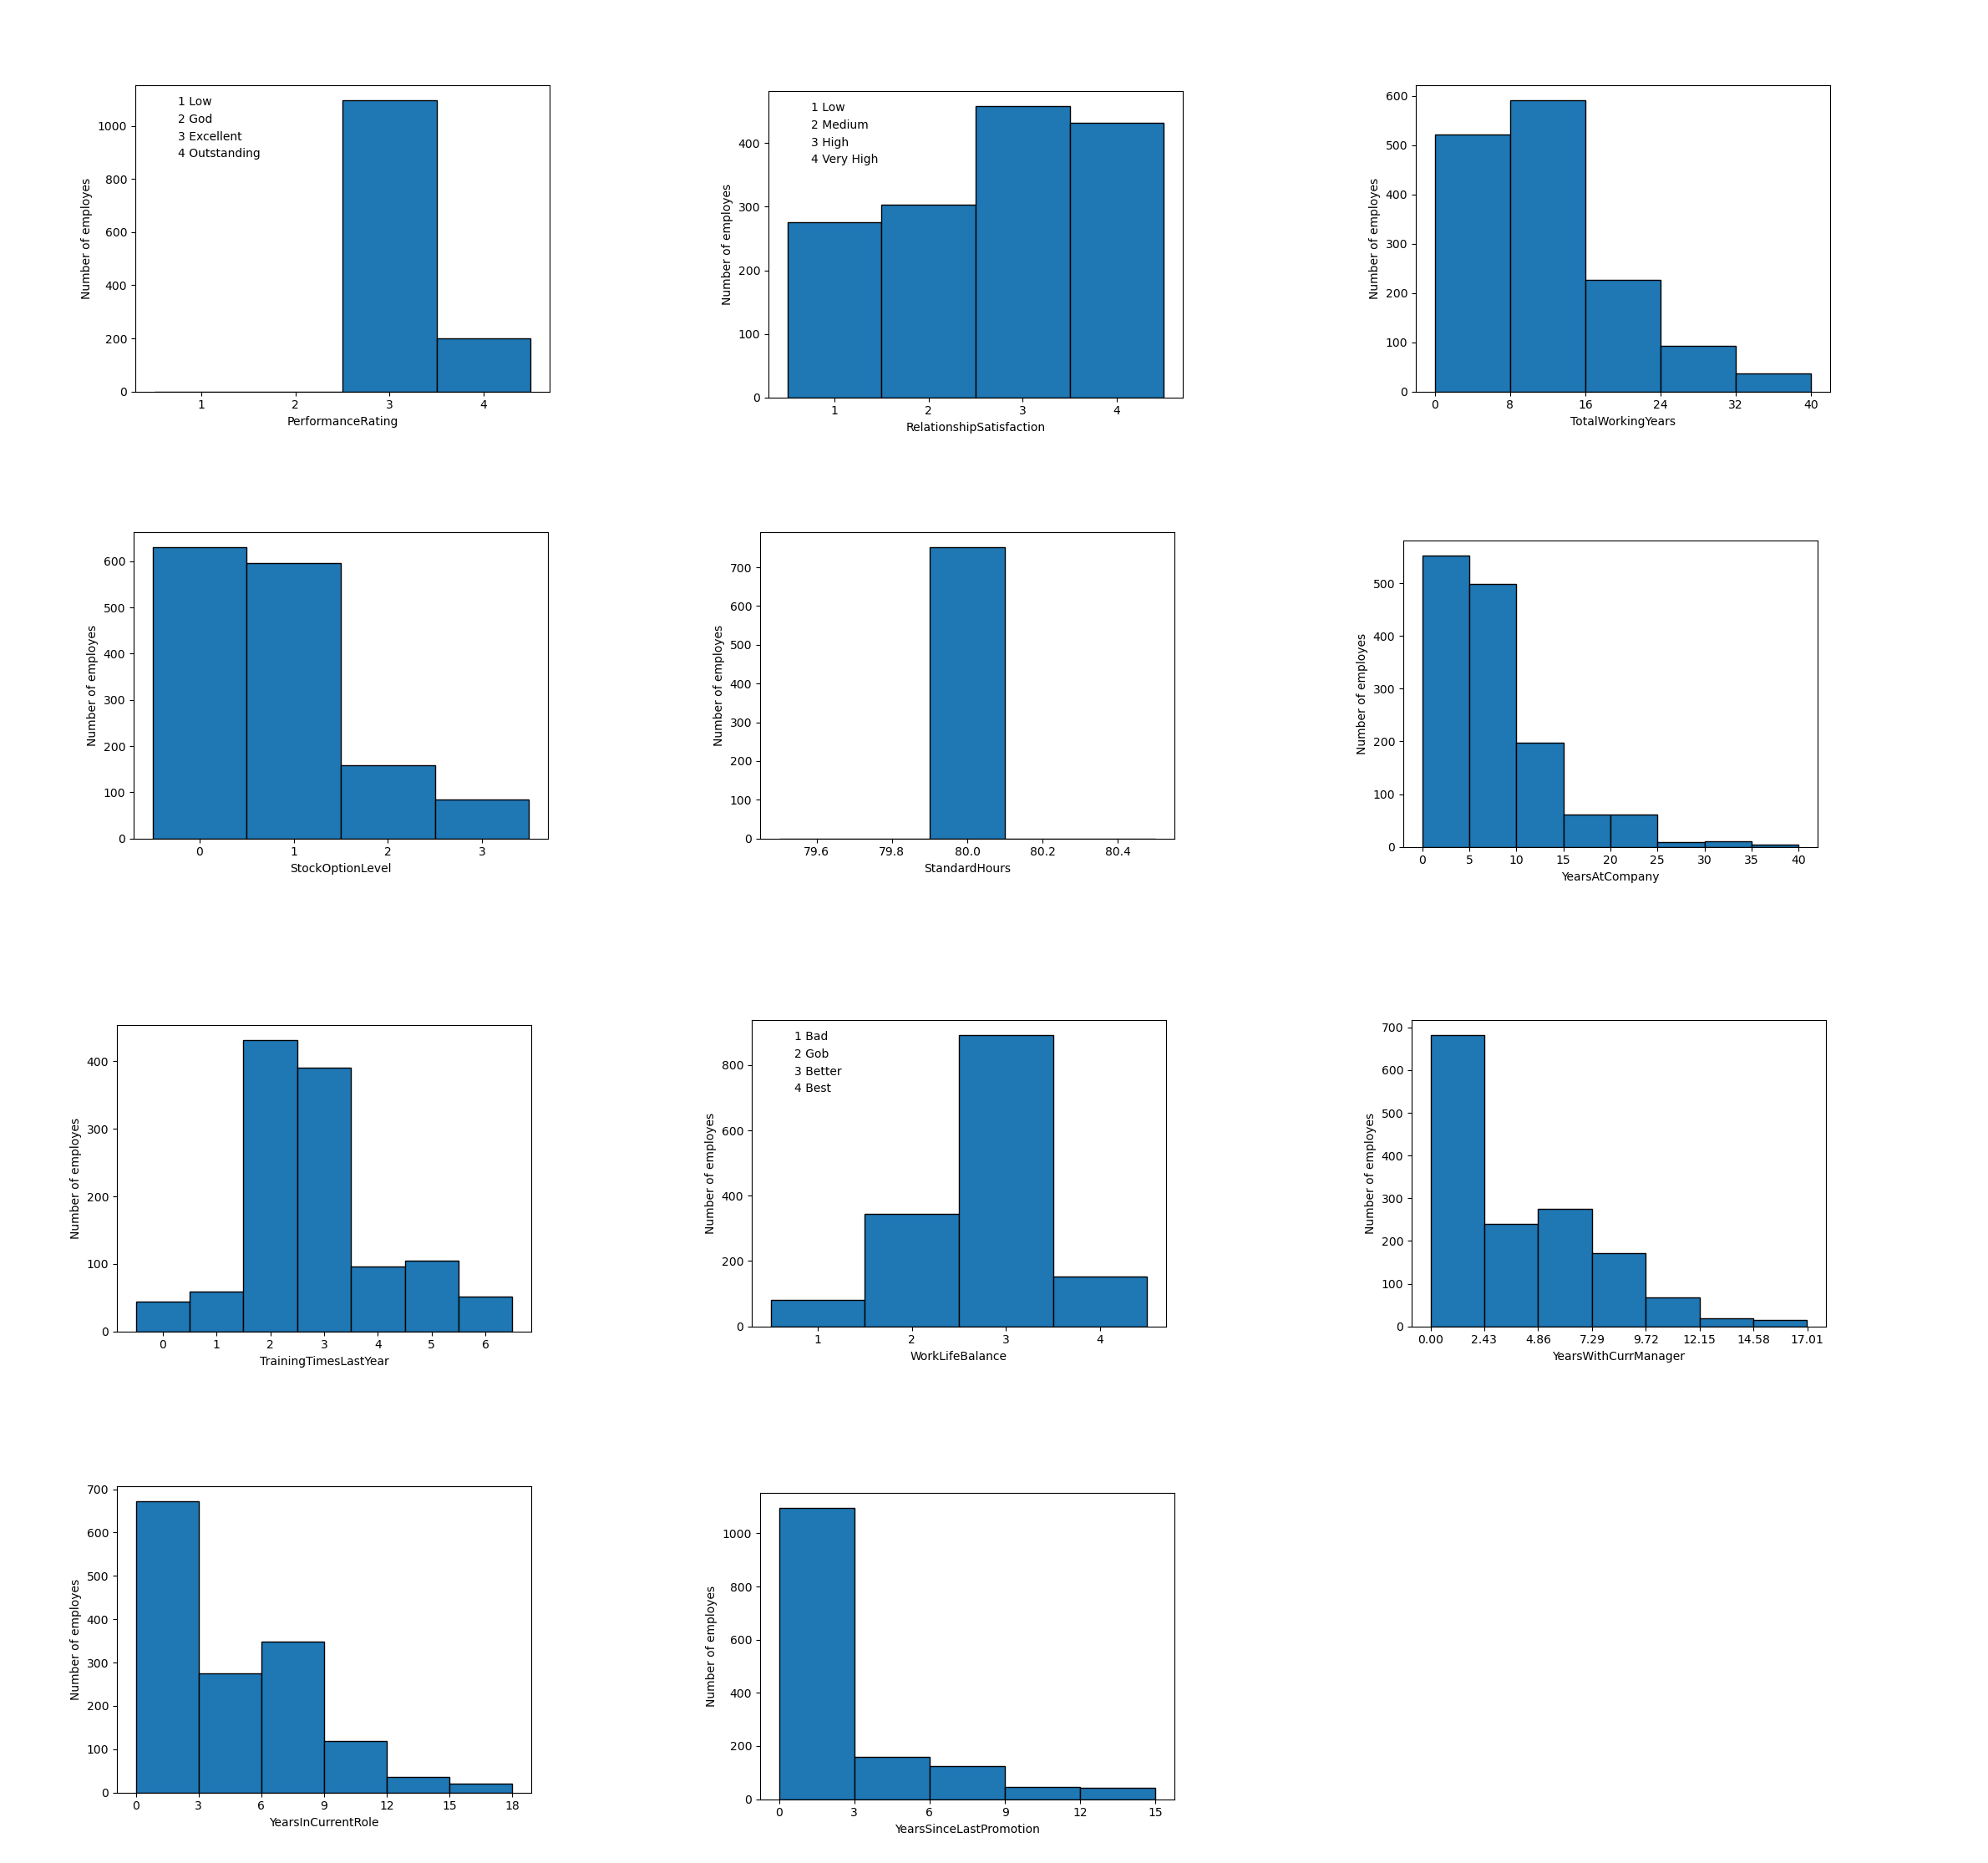 1 Low
2 God
3 Excellent
4 Outstanding
1000
800
600
400
200
0
Number of employes
1 2 3 4
PerformanceRating
1 Low
2 Medium
3 High
4 Very High
400
300
200
100
0
Number of employes
1 2 3 4
RelationshipSatisfaction
600
500
400
300
200
100
0
Number of employes
0 8 16 24 32 40
TotalWorkingYears
600
500
400
300
200
100
0
Number of employes
0 1 2 3
StockOptionLevel
700
600
500
400
300
200
100
0
Number of employes
79.6 79.8 80.0 80.2 80.4
StandardHours
500
400
300
200
100
0
Number of employes
0 5 10 15 20 25 30 35 40
YearsAtCompany
400
300
200
100
0
Number of employes
0 1 2 3 4 5 6
TrainingTimesLastYear
1 Bad
2 Gob
3 Better
4 Best
800
600
400
200
0
Number of employes
1 2 3 4
WorkLifeBalance
700
600
500
400
300
200
100
0
Number of employes
0.00 2.43 4.86 7.29 9.72 12.15 14.58 17.01
YearsWithCurrManager
700
600
500
400
300
200
100
0
Number of employes
0 3 6 9 12 15 18
YearsInCurrentRole
1000
800
600
400
200
0
Number of employes
0 3 6 9 12 15
YearsSinceLastPromotion